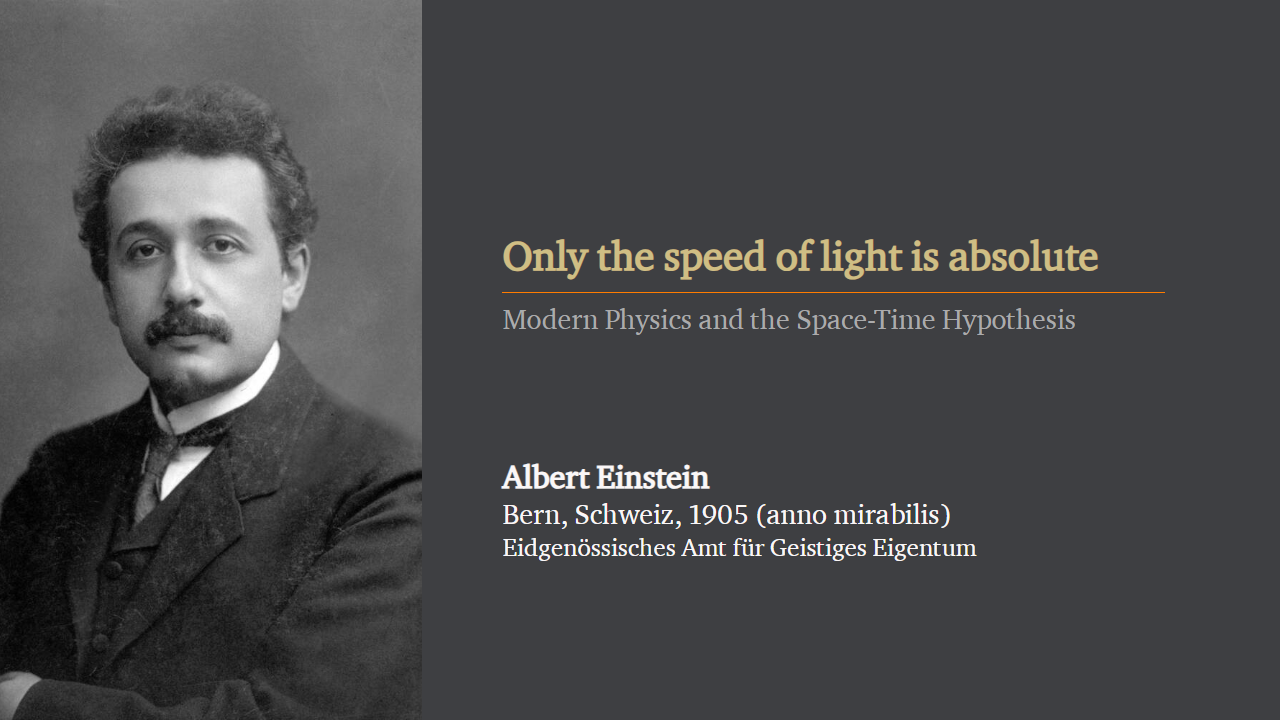 Only the speed of light is absolute
Modern Physics and the Space-Time Hypothesis
Albert Einstein
Bern, Schweiz, 1905 (anno mirabilis)
Eidgenössisches Amt für Geistiges Eigentum